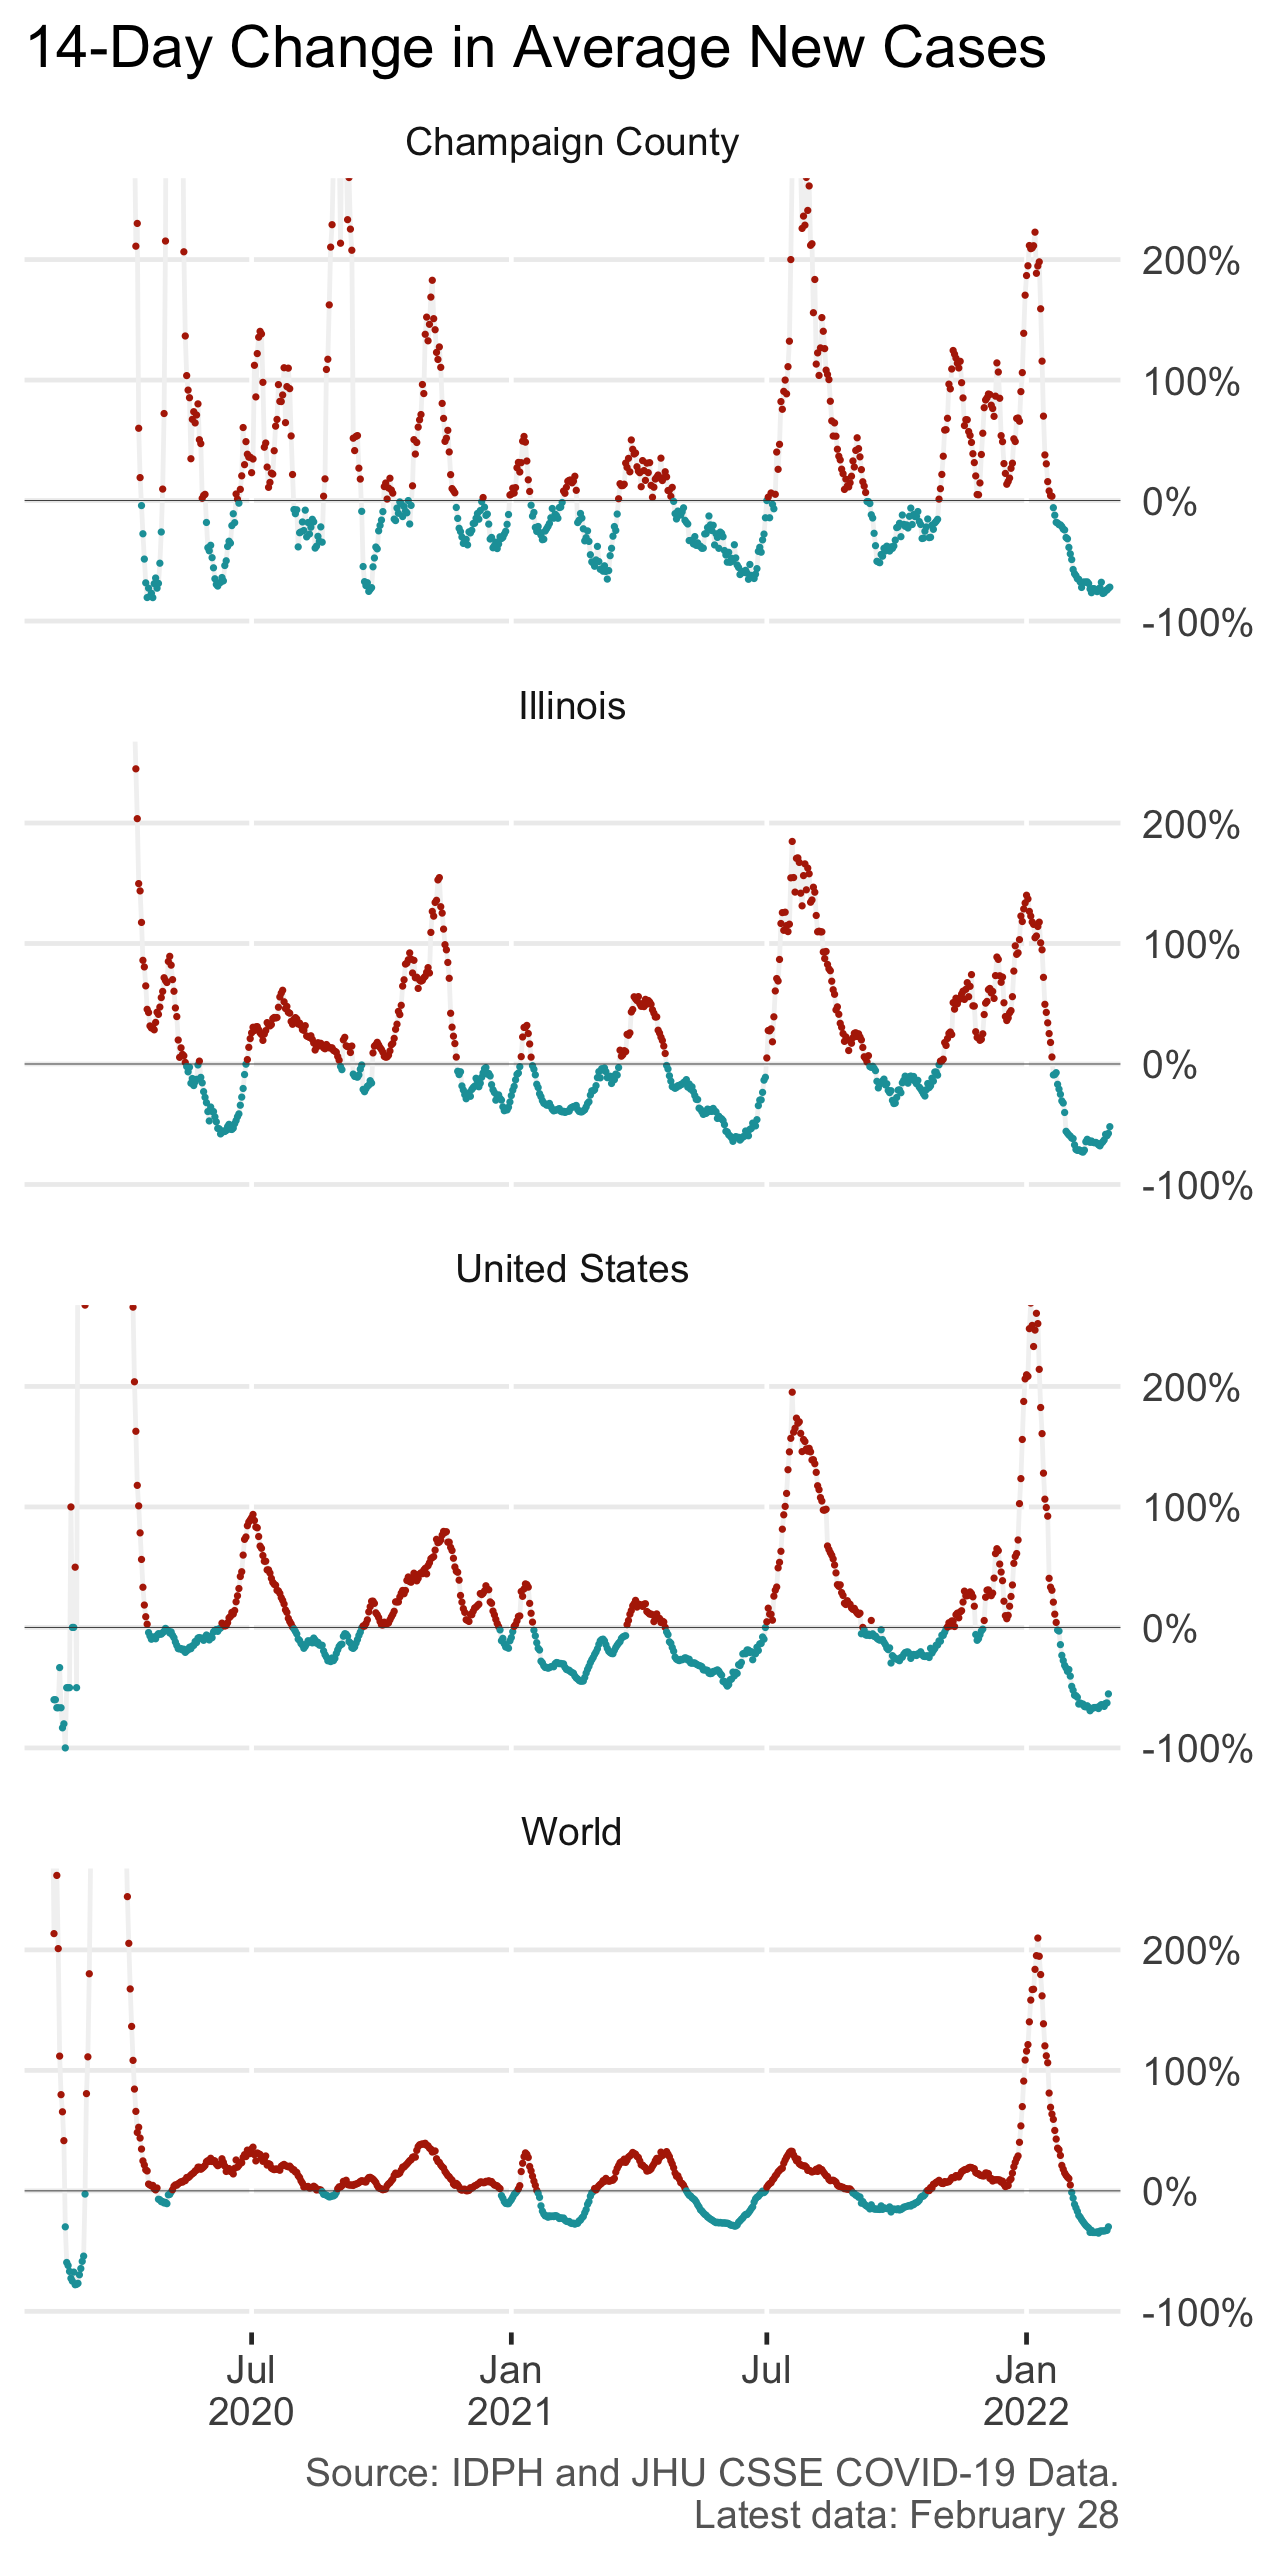 14-Day Change in Average New Cases
Champaign County
200%
100%
0%
-100%
Illinois
200%
100%
0%
-100%
United States
200%
100%
0%
-100%
World
200%
100%
0%
-100%
Jul Jan Jul Jan
2020 2021 2022
Source: IDPH and JHU CSSE COVID-19 Data.
Latest data: February 28